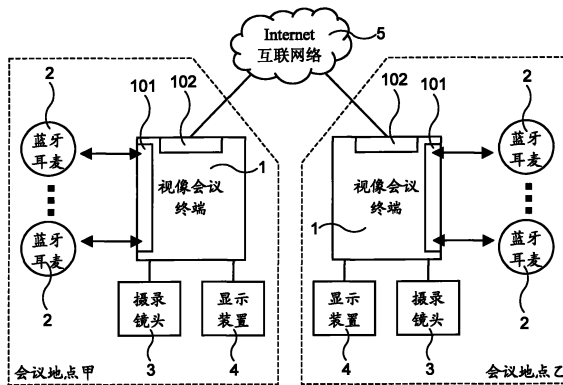 Internet
互联网络
5
2
101
102
蓝牙
耳麦
1
视像会议
终端
蓝牙
耳麦
2
摄录
镜头
3
显示
装置
4
会议地点甲
102
101
2
视像会议
终端
1
蓝牙
耳麦
蓝牙
耳麦
2
显示
装置
4
摄录
镜头
3
会议地点乙